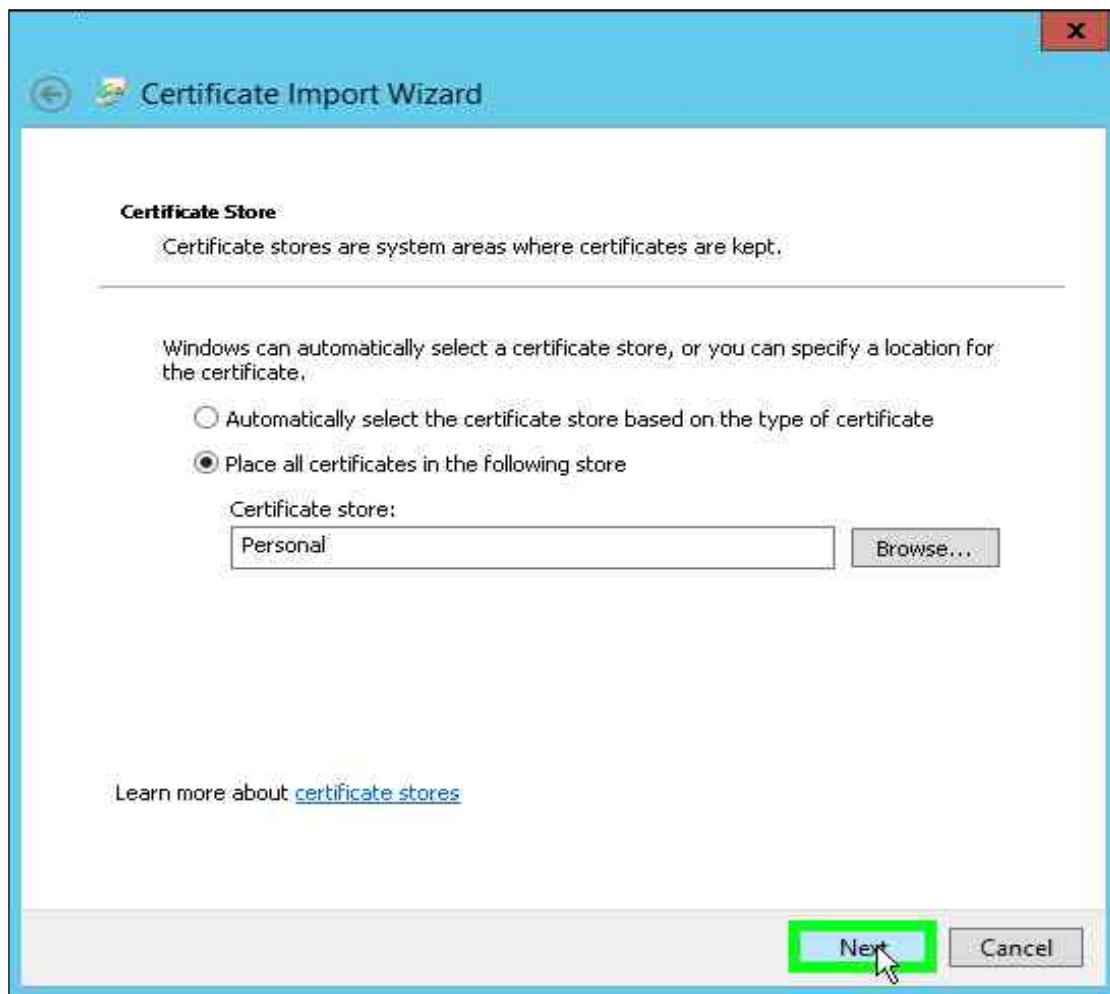 x
Certificate Import Wizard
Certificate Store
Certificate stores are system areas where certificates are kept.
Windows can automatically select a certificate store, or you can specify a location for
the certificate.
Automatically select the certificate store based on the type of certificate
Place all certificates in the following store
Certificate store:
Personal
Browse...
Learn more about certificate stores
Next
Cancel